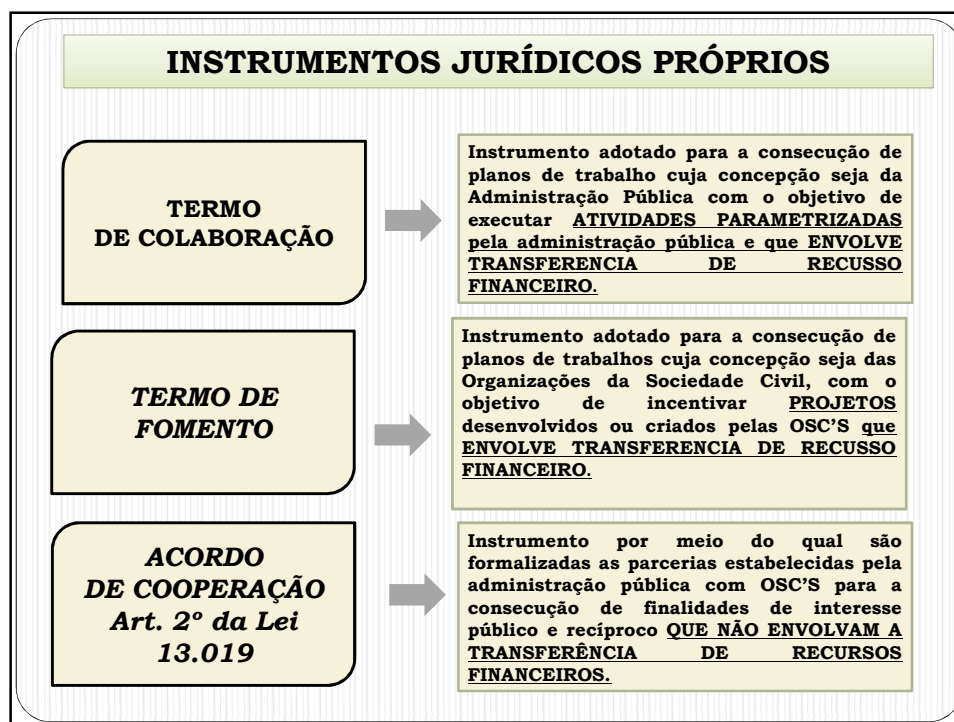 INSTRUMENTOS JURÍDICOS PRÓPRIOS
TERMO
DE COLABORAÇÃO
Instrumento adotado para a consecução de
planos de trabalho cuja concepção seja da
Administração Pública com o objetivo de
executar ATIVIDADES PARAMETRIZADAS
pela administração pública e que ENVOLVE
TRANSFERENCIA DE RECUSSO
FINANCEIRO.
TERMO DE
FOMENTO
Instrumento adotado para a consecução de
planos de trabalhos cuja concepção seja das
Organizações da Sociedade Civil, com o
objetivo de incentivar PROJETOS
desenvolvidos ou criados pelas OSC'S que
ENVOLVE TRANSFERENCIA DE RECUSSO
FINANCEIRO.
ACORDO
DE COOPERAÇÃO
Art. 2º da Lei
13.019
Instrumento por meio do qual são
formalizadas as parcerias estabelecidas pela
administração pública com OSC'S para a
consecução de finalidades de interesse
público e recíproco QUE NÃO ENVOLVAM A
TRANSFERÊNCIA DE RECURSOS
FINANCEIROS.